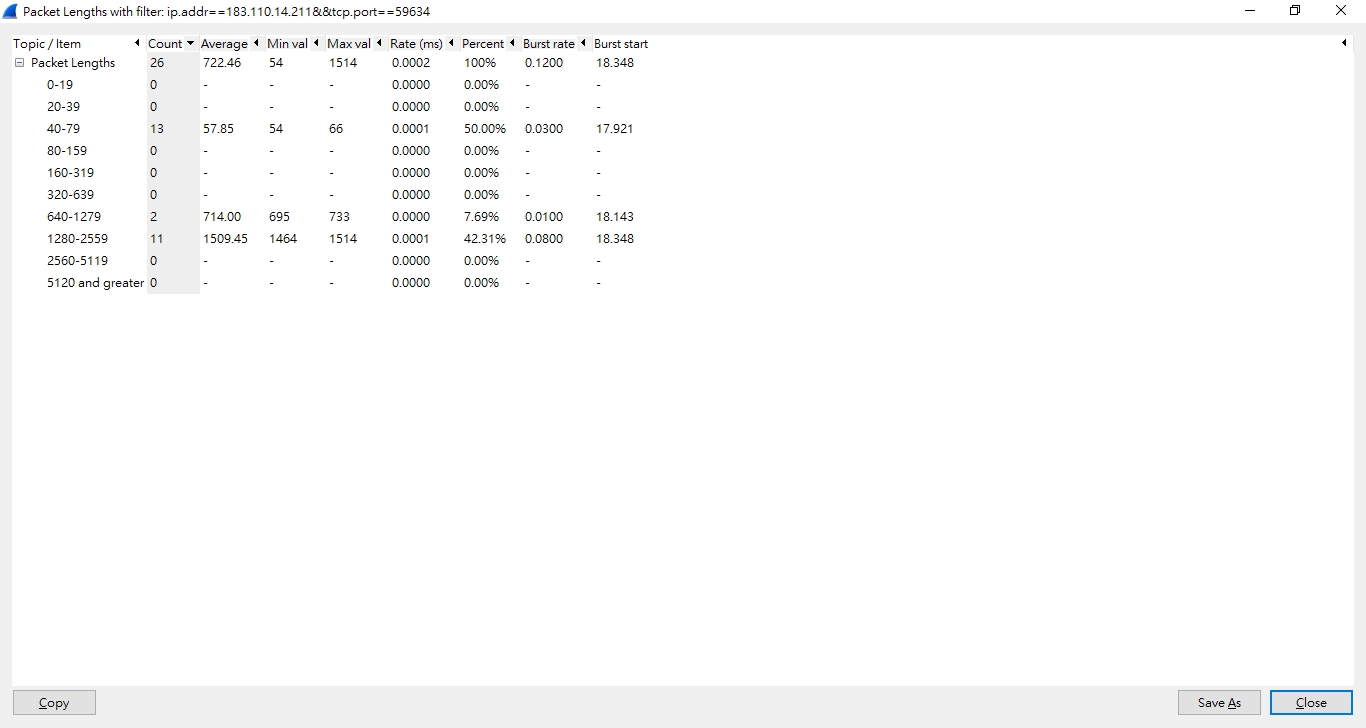 Packet Lengths with filter: ip.addr==183.110.14.211&&tcp.port==59634
Topic / Item Count Average Min val Max val Rate (ms) Percent Burst rate Burst start
Packet Lengths 26 722.46 54 1514 0.0002 100% 0.1200 18.348
0-19 0 - - - 0.0000 0.00% - -
20-39 0 - - - 0.0000 0.00% - -
40-79 13 57.85 54 66 0.0001 50.00% 0.0300 17.921
80-159 0 - - - 0.0000 0.00% - -
160-319 0 - - - 0.0000 0.00% - -
320-639 0 - - - 0.0000 0.00% - -
640-1279 2 714.00 695 733 0.0000 7.69% 0.0100 18.143
1280-2559 11 1509.45 1464 1514 0.0001 42.31% 0.0800 18.348
2560-5119 0 - - - 0.0000 0.00% - -
5120 and greater 0 - - - 0.0000 0.00% - -
Copy Save As Close